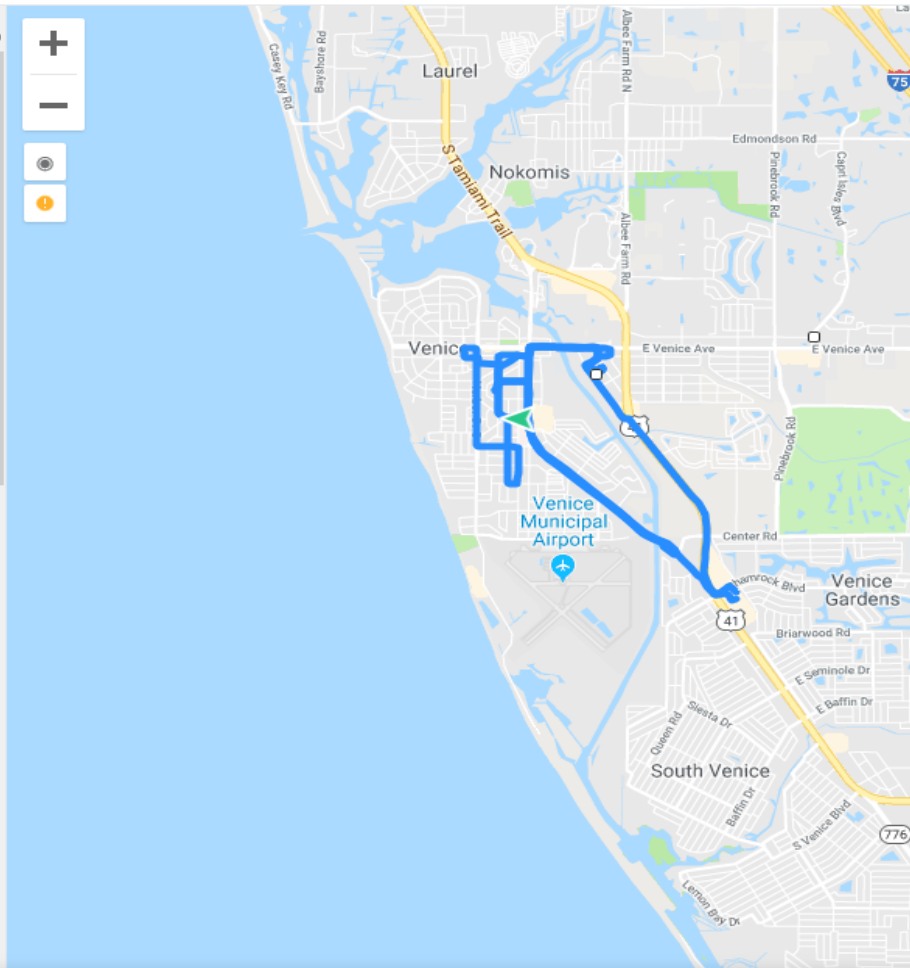 +
−
Laurel
Casey Key Rd
Bayshore Rd
Albee Farm Rd N
75
S Tamiami Trail
Nokomis
Edmondson Rd
Pinebrook Rd
Capri Isles Blvd
Albee Farm Rd
Venic
E Venice Ave
E Venice Ave
Pinebrook Rd
Venice
Municipal
Airport
Center Rd
hamrock Blvd
Venice
Gardens
41
Briarwood Rd
E Seminole Dr
E Baffin Dr
Siesta Dr
Queen Rd
South Venice
Baffin Dr
S Venice Blvd
776
Lemon Bay Dr